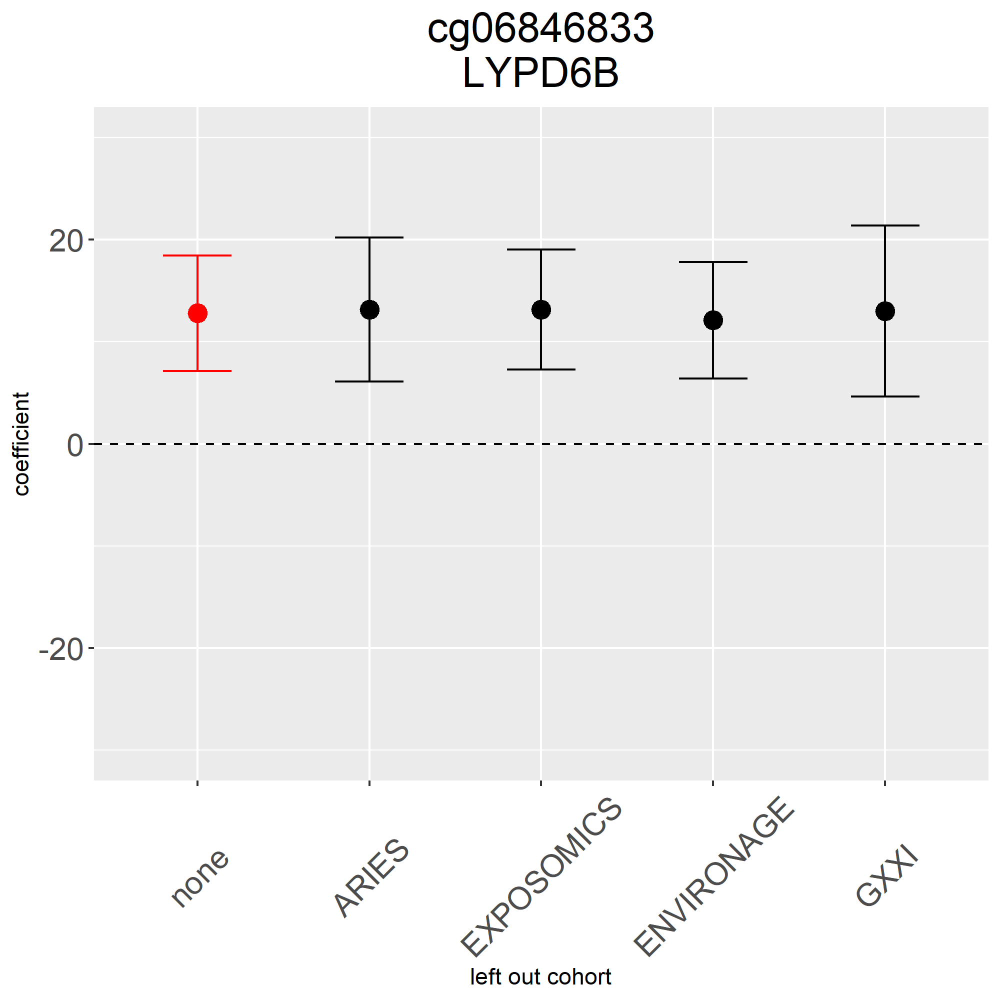 cg06846833
LYPD6B
coefficient
20
0
-20
none
ARIES
EXPOSOMICS
ENVIRONAGE
GXXI
left out cohort